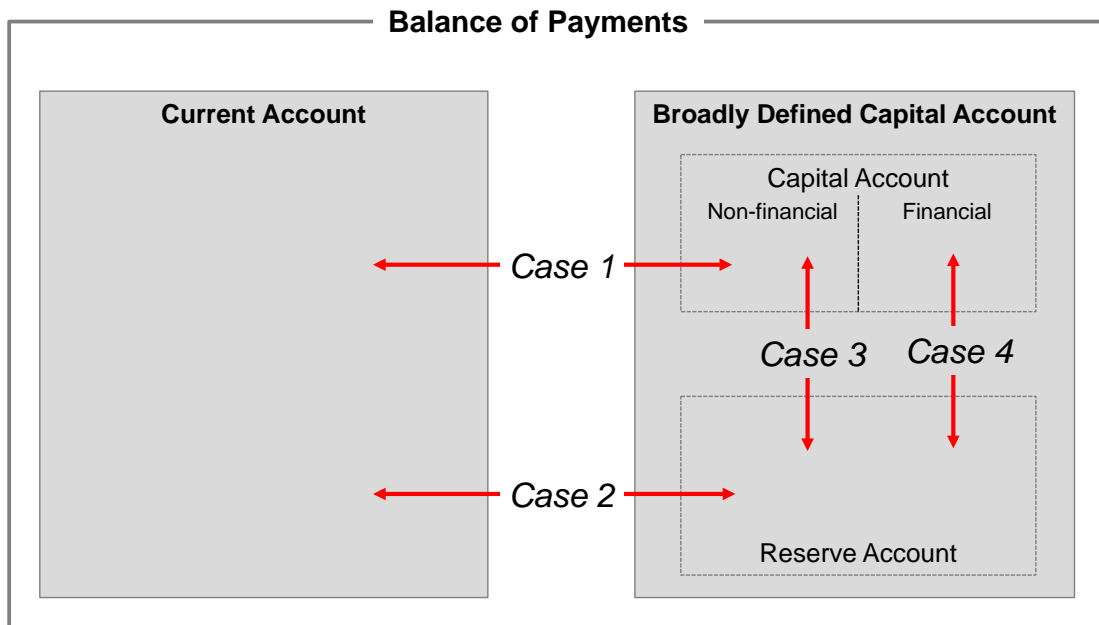 Balance of Payments
Current Account
Broadly Defined Capital Account
Capital Account
Non-financial
Financial
Case 1
Case 3
Case 4
Case 2
Reserve Account